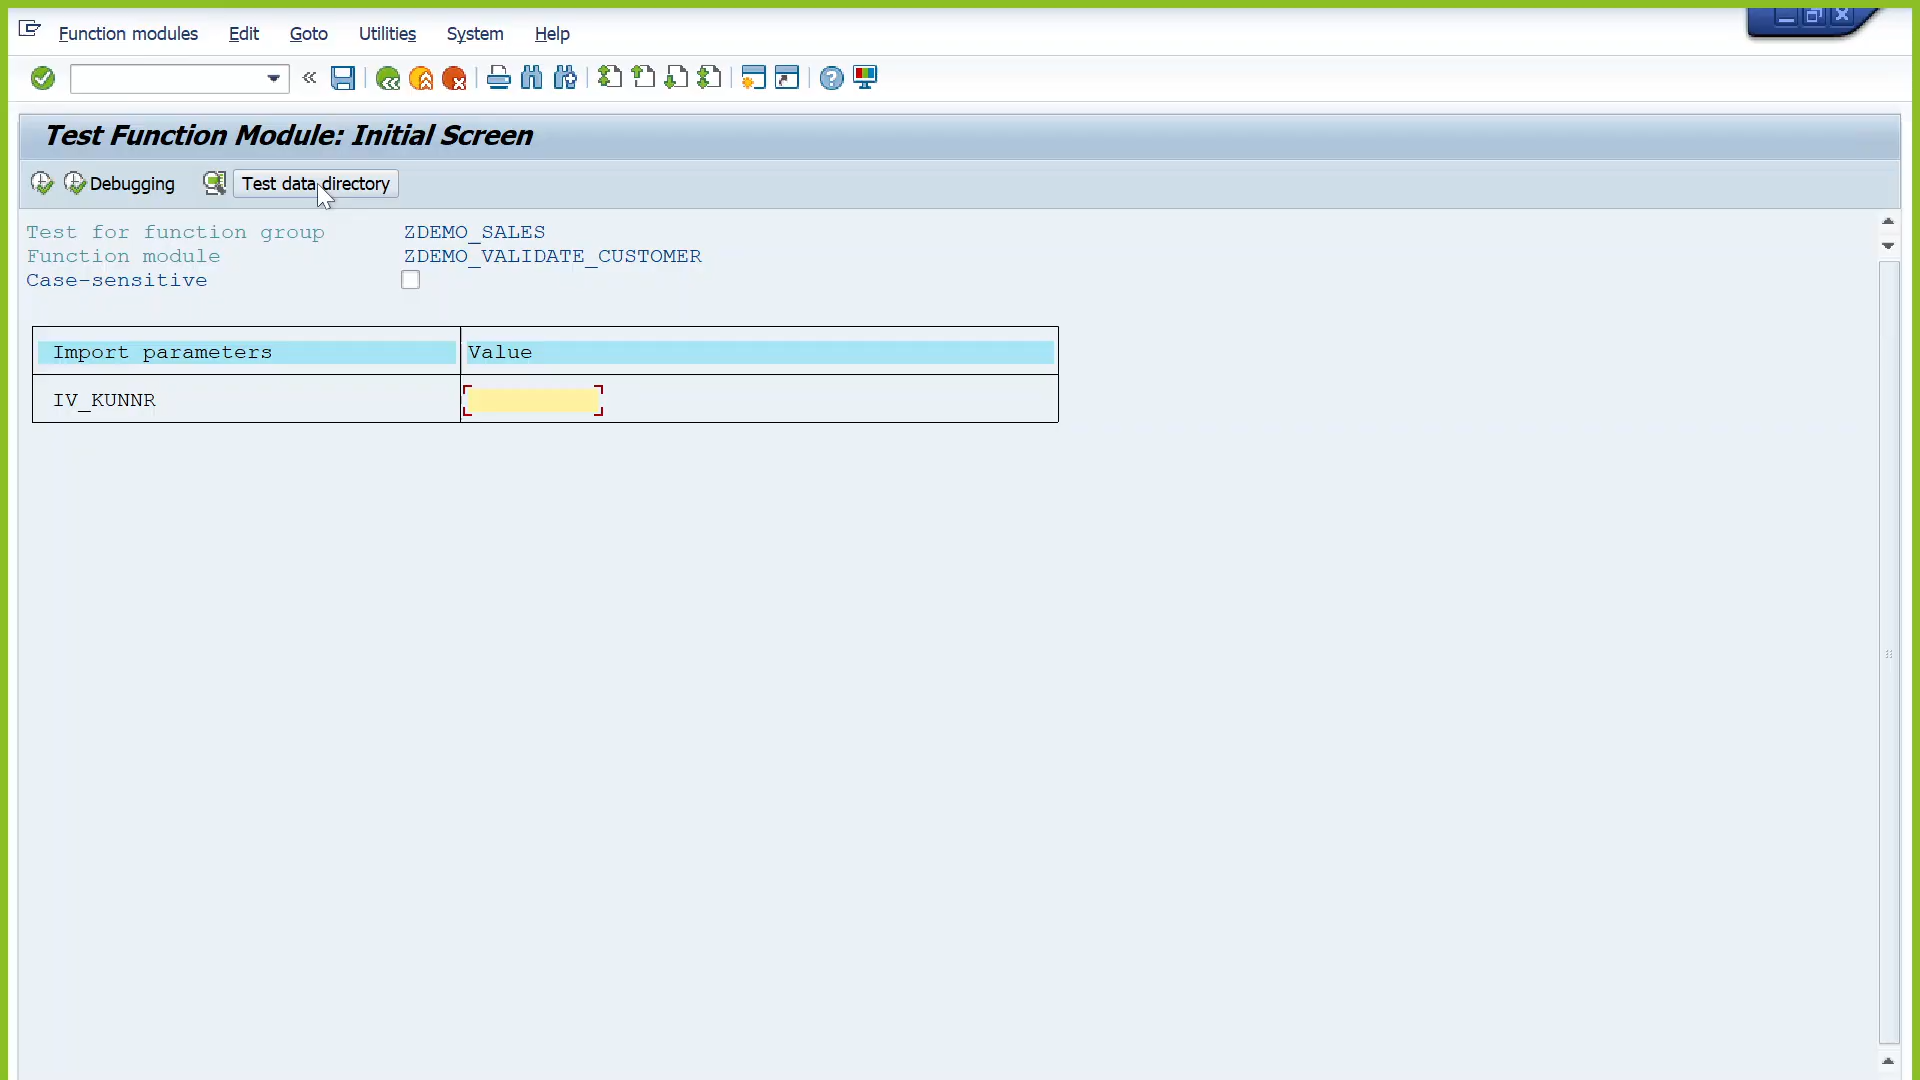 Function modules Edit Goto Utilities System Help
Test Function Module: Initial Screen
Debugging Test data directory
Test for function group ZDEMO_SALES
Function module ZDEMO_VALIDATE_CUSTOMER
Case-sensitive
Import parameters Value
IV_KUNNR